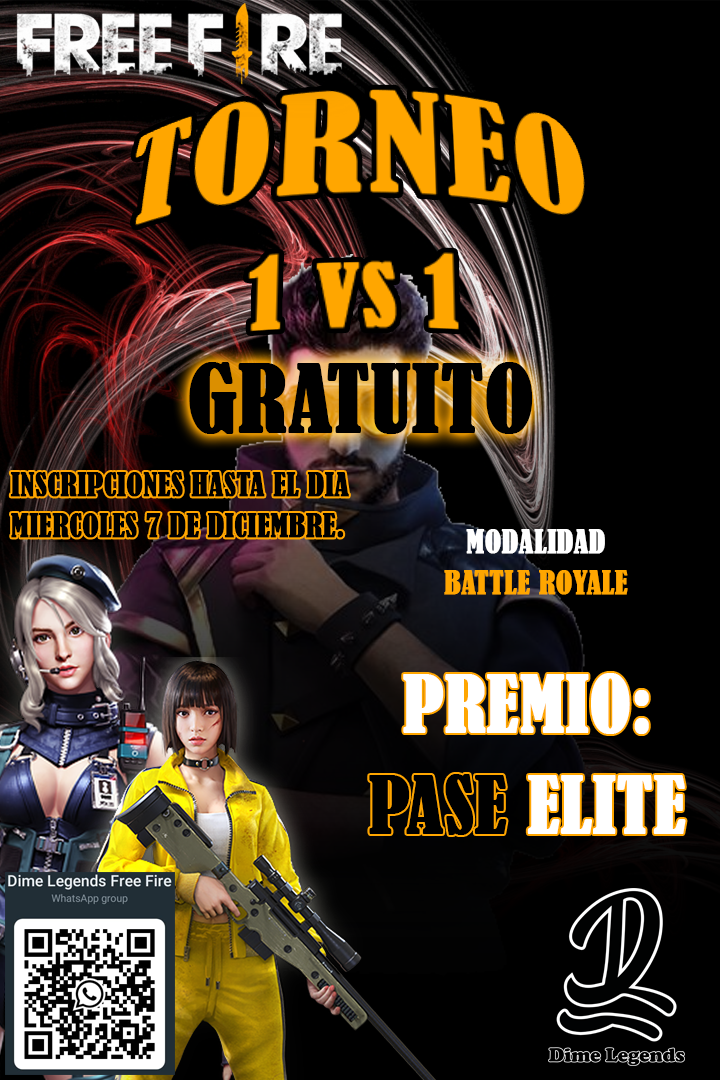 FREE FIRE
TORNEO
1 VS 1
GRATUITO
INSCRIPCIONES HASTA EL DIA
MIERCOLES 7 DE DICIEMBRE.
MODALIDAD
BATTLE ROYALE
PREMIO:
PASE ELITE
Dime Legends Free Fire
WhatsApp group
Dime Legends